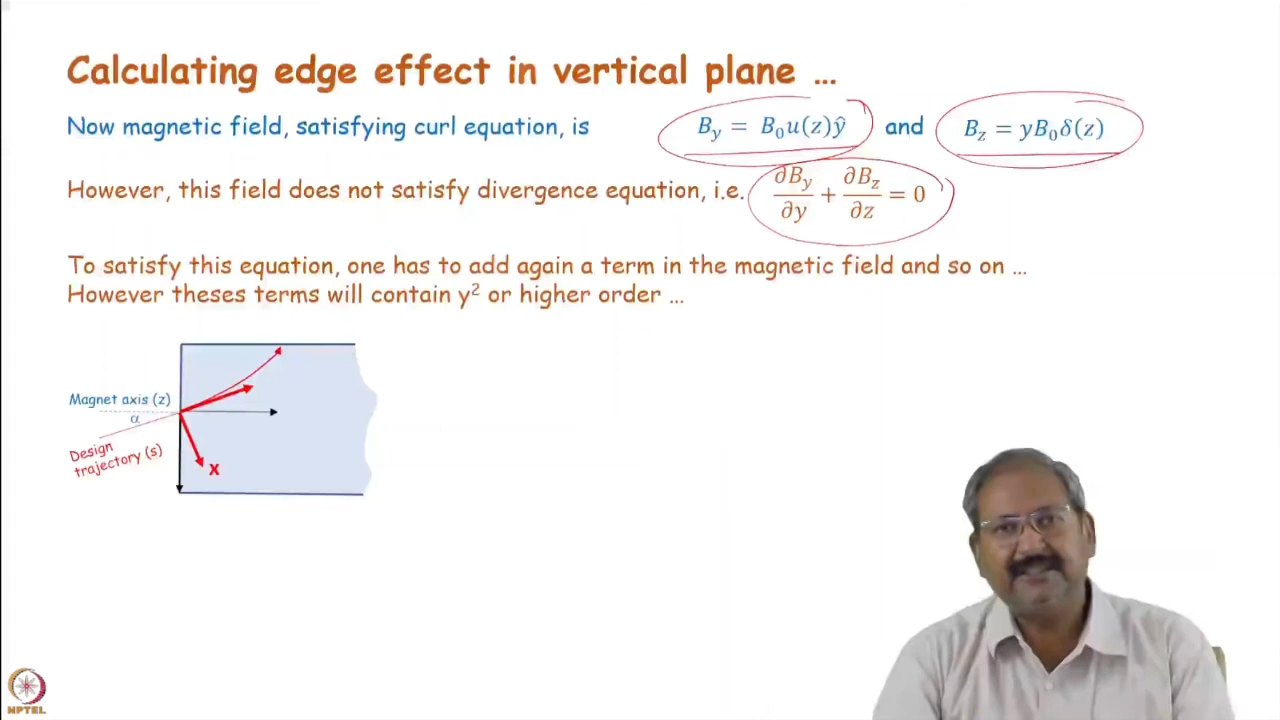 Calculating edge effect in vertical plane ...
Now magnetic field, satisfying curl equation, is B_y = B_0u(z)ŷ and B_z = yB_0δ(z)
However, this field does not satisfy divergence equation, i.e. ∂B_y/∂y + ∂B_z/∂z = 0
To satisfy this equation, one has to add again a term in the magnetic field and so on ...
However theses terms will contain y² or higher order ...
Magnet axis (z)
α
Design
trajectory (s)
x
NPTEL